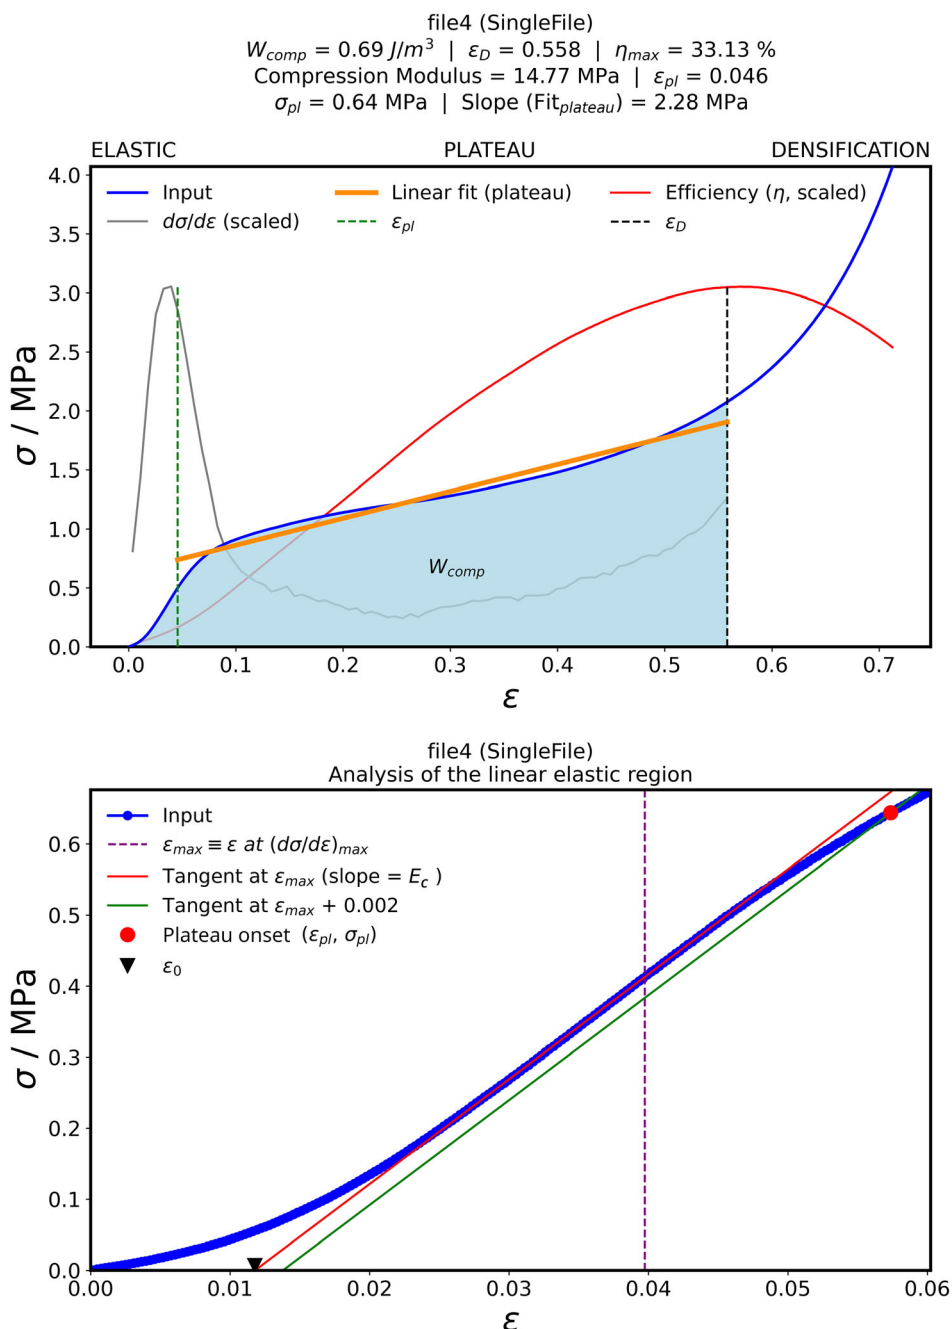 file4 (SingleFile)
W_comp = 0.69 J/m³ | ε_D = 0.558 | η_max = 33.13 %
Compression Modulus = 14.77 MPa | ε_pl = 0.046
σ_pl = 0.64 MPa | Slope (Fit_plateau) = 2.28 MPa
ELASTIC PLATEAU DENSIFICATION
Input
dσ/dε (scaled)
Linear fit (plateau)
ε_pl
Efficiency (η, scaled)
ε_D
W_comp
4.0
3.5
3.0
2.5
2.0
1.5
1.0
0.5
0.0
σ / MPa
0.0 0.1 0.2 0.3 0.4 0.5 0.6 0.7
ε
file4 (SingleFile)
Analysis of the linear elastic region
Input
ε_max ≡ ε at (dσ/dε)_max
Tangent at ε_max (slope = E_c )
Tangent at ε_max + 0.002
Plateau onset (ε_pl, σ_pl)
ε_0
0.6
0.5
0.4
0.3
0.2
0.1
0.0
σ / MPa
0.00 0.01 0.02 0.03 0.04 0.05 0.06
ε